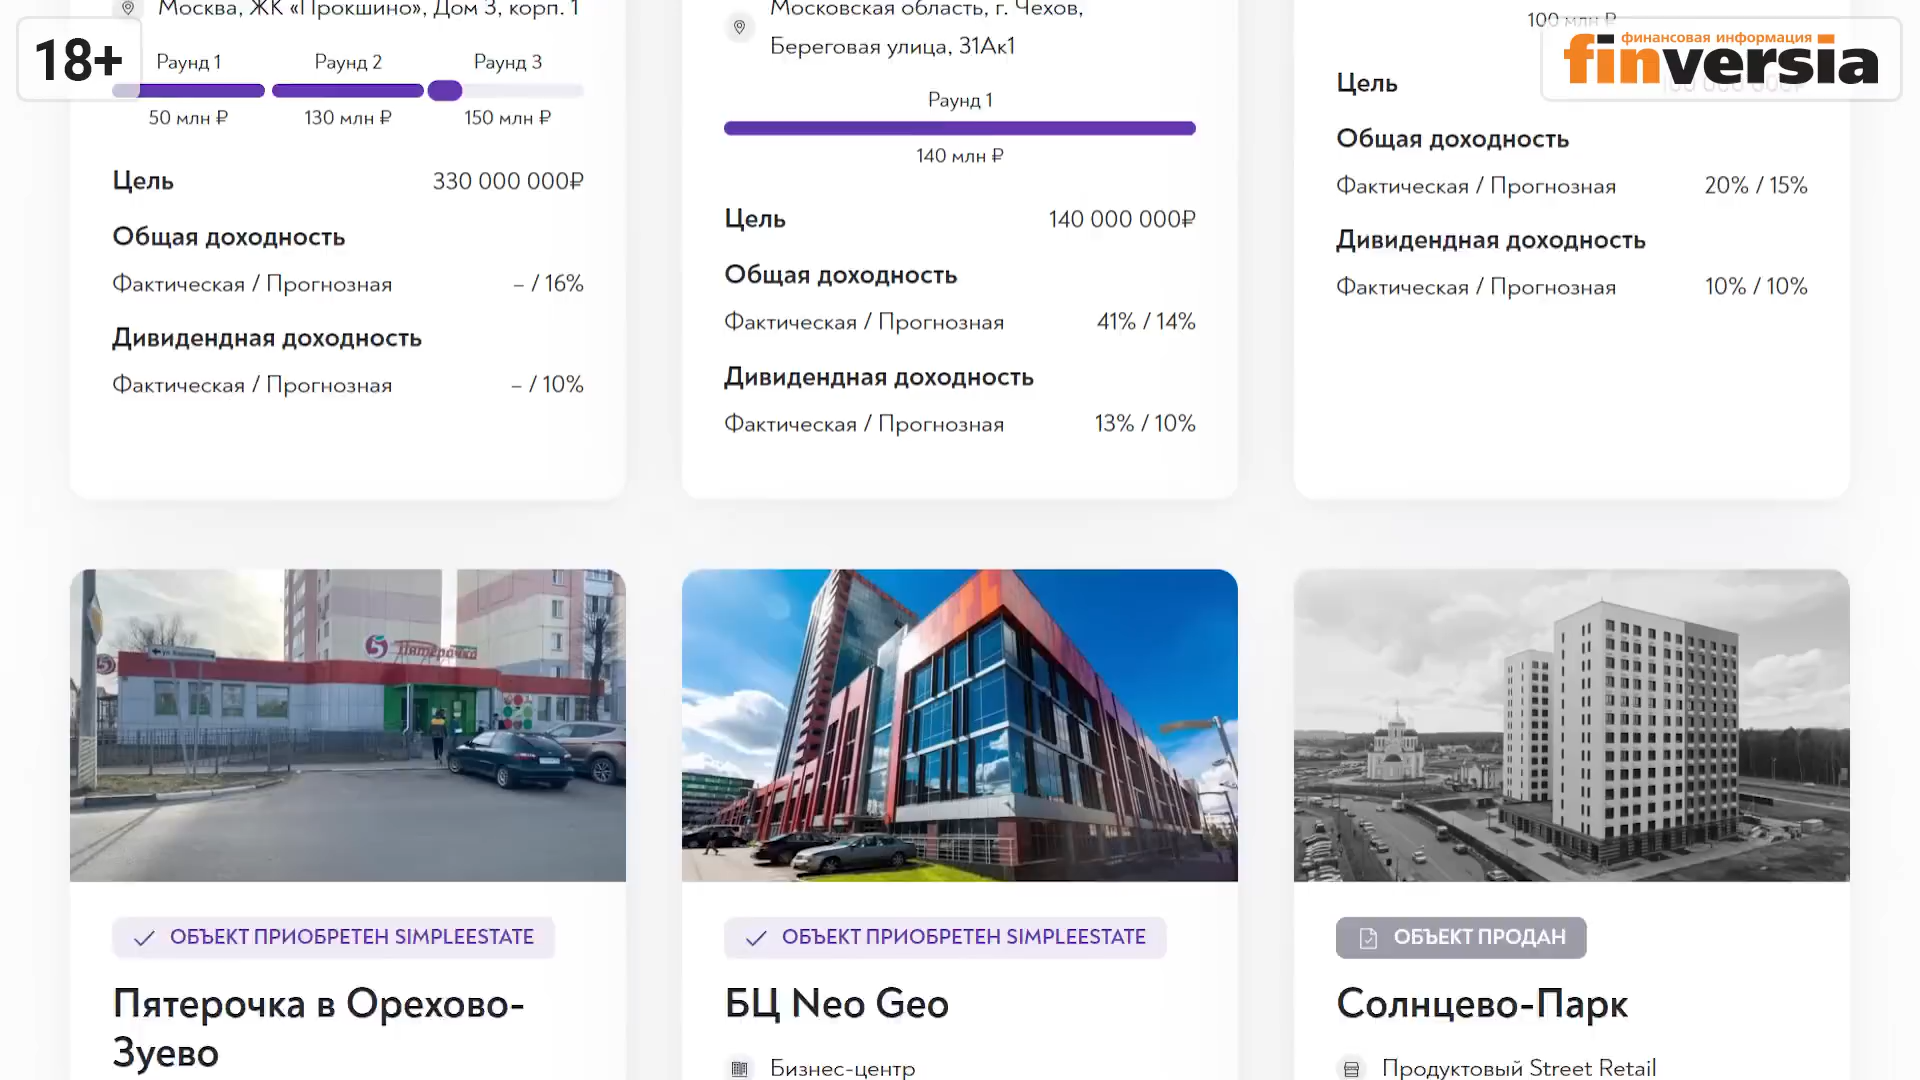 18+
финансовая информация
finversia
Москва, ЖК «Прокшино», Дом 3, корп. 1
Раунд 1
Раунд 2
Раунд 3
50 млн ₽
130 млн ₽
150 млн ₽
Цель
330 000 000₽
Общая доходность
Фактическая / Прогнозная
– / 16%
Дивидендная доходность
Фактическая / Прогнозная
– / 10%
Московская область, г. Чехов,
Береговая улица, 31Ак1
Раунд 1
140 млн ₽
Цель
140 000 000₽
Общая доходность
Фактическая / Прогнозная
41% / 14%
Дивидендная доходность
Фактическая / Прогнозная
13% / 10%
100 млн ₽
Цель
Общая доходность
Фактическая / Прогнозная
20% / 15%
Дивидендная доходность
Фактическая / Прогнозная
10% / 10%
5 Пятёрочка
ОБЪЕКТ ПРИОБРЕТЕН SIMPLEESTATE
Пятерочка в Орехово-
Зуево
ОБЪЕКТ ПРИОБРЕТЕН SIMPLEESTATE
БЦ Neo Geo
Бизнес-центр
ОБЪЕКТ ПРОДАН
Солнцево-Парк
Продуктовый Street Retail